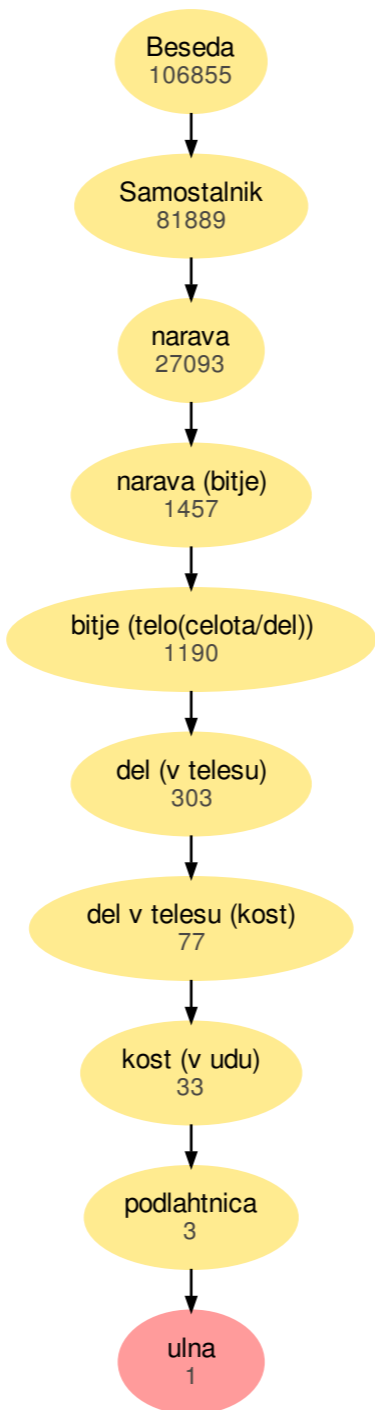 Beseda
106855
Samostalnik
81889
narava
27093
narava (bitje)
1457
bitje (telo(celota/del))
1190
del (v telesu)
303
del v telesu (kost)
77
kost (v udu)
33
podlahtnica
3
ulna
1